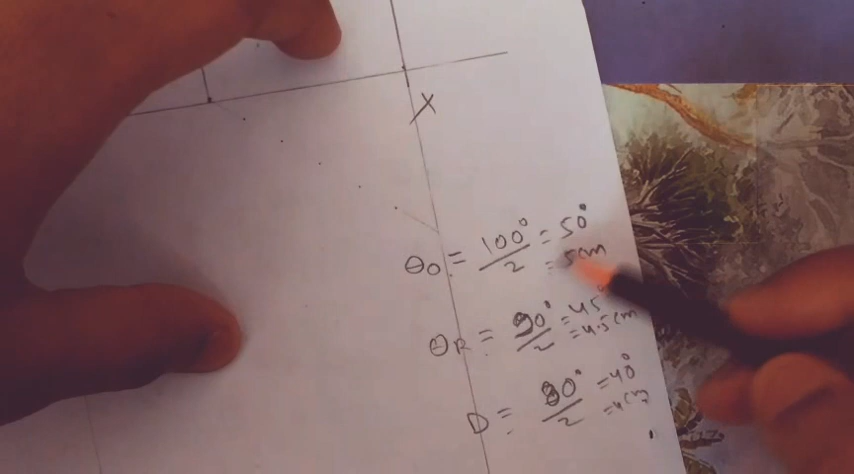 X
θO = 100°/2 = 50°
= 5cm
θR = 90°/2 = 45°
= 4.5cm
D = 80°/2 = 40°
= 4cm